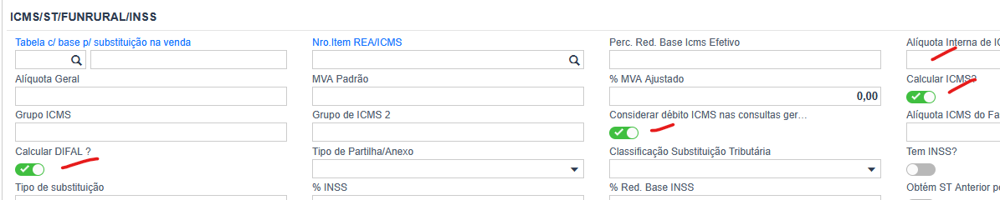 ICMS/ST/FUNRURAL/INSS
Tabela c/ base p/ substituição na venda
Nro.Item REA/ICMS
Perc. Red. Base Icms Efetivo
Alíquota Interna de IC
Alíquota Geral
MVA Padrão
% MVA Ajustado
Calcular ICMS?
0,00
Grupo ICMS
Grupo de ICMS 2
Considerar débito ICMS nas consultas ger…
Alíquota ICMS do Fa
Calcular DIFAL ?
Tipo de Partilha/Anexo
Classificação Substituição Tributária
Tem INSS?
Tipo de substituição
% INSS
% Red. Base INSS
Obtém ST Anterior pe